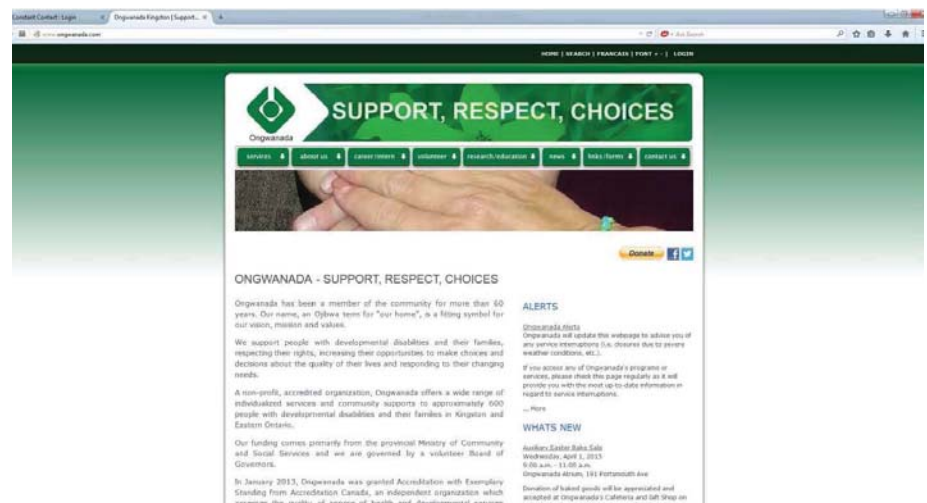 Constant Contact : Login
Ongwanada Kingston | Support...
www.ongwanada.com
HOME | SEARCH | FRANCAIS | FONT + - | LOGIN
Ongwanada
SUPPORT, RESPECT, CHOICES
services
about us
career/intern
volunteer
research/education
news
links/forms
contact us
Donate
ONGWANADA - SUPPORT, RESPECT, CHOICES
Ongwanada has been a member of the community for more than 60
years. Our name, an Ojibwa term for "our home", is a fitting symbol for
our vision, mission and values.
We support people with developmental disabilities and their families,
respecting their rights, increasing their opportunities to make choices and
decisions about the quality of their lives and responding to their changing
needs.
A non-profit, accredited organization, Ongwanada offers a wide range of
individualized services and community supports to approximately 600
people with developmental disabilities and their families in Kingston and
Eastern Ontario.
Our funding comes primarily from the provincial Ministry of Community
and Social Services and we are governed by a volunteer Board of
Governors.
In January 2013, Ongwanada was granted Accreditation with Exemplary
Standing from Accreditation Canada, an independent organization which
ALERTS
Ongwanada Alerts
Ongwanada will update this webpage to advise you of
any service interruptions (i.e. closures due to severe
weather conditions, etc.).
If you access any of Ongwanada's programs or
services, please check this page regularly as it will
provide you with the most up-to-date information in
regard to service interruptions.
... More
WHATS NEW
Auxiliary Easter Bake Sale
Wednesday, April 1, 2015
9:00 a.m. - 11:00 a.m.
Ongwanada Atrium, 191 Portsmouth Ave
Donation of baked goods will be appreciated and
accepted at Ongwanada's Cafeteria and Gift Shop on